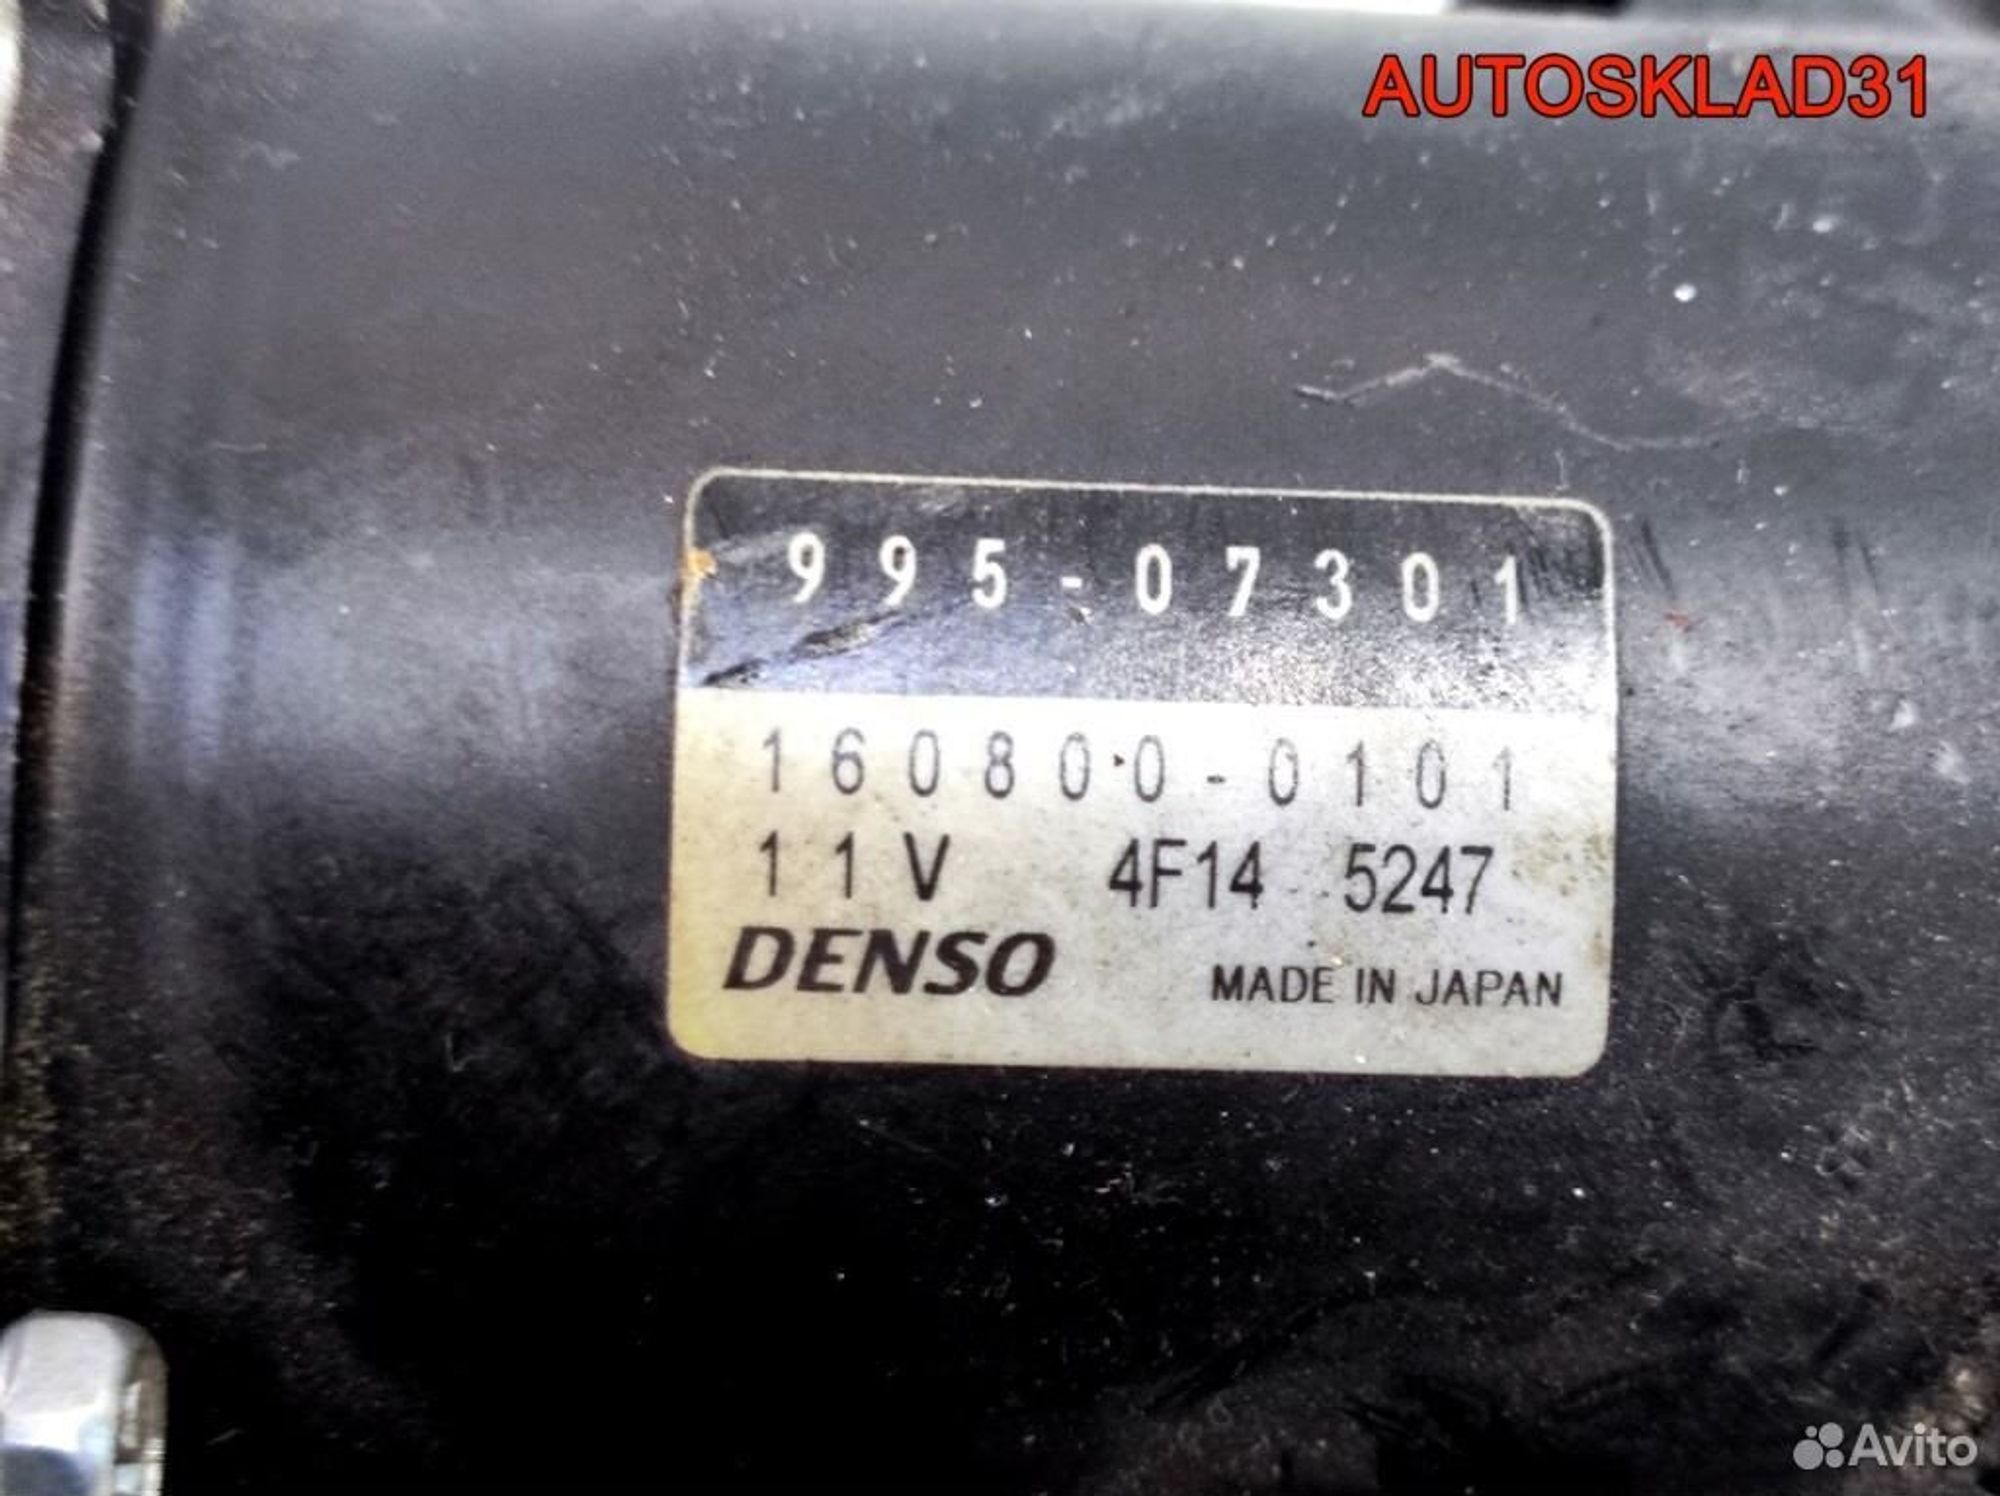 AUTOSKLAD31
995-07301
160800-0101
11V 4F14 5247
DENSO MADE IN JAPAN
Avito